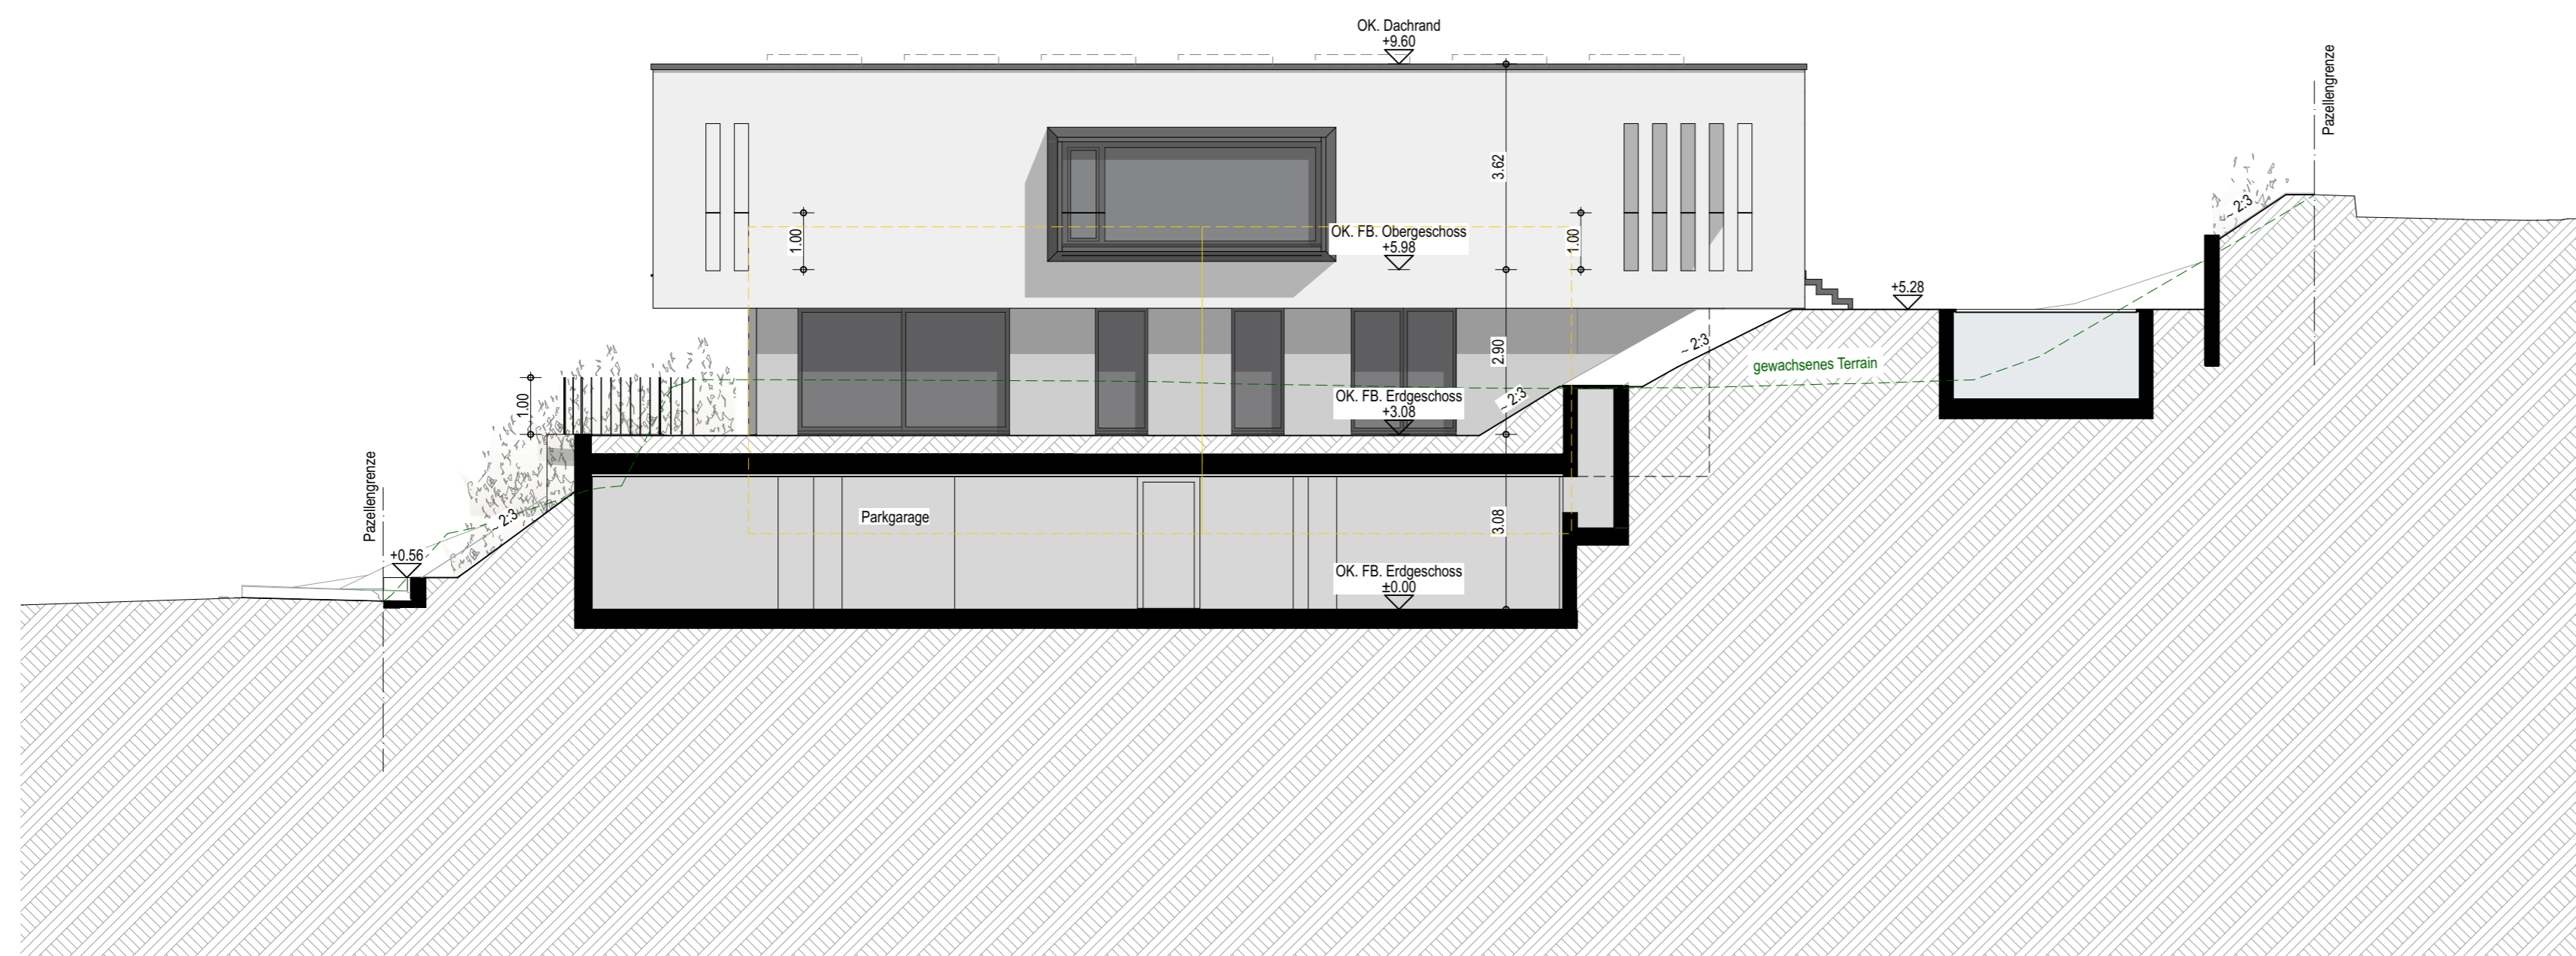 OK. Dachrand
+9.60
Pazellengrenze
3.62
~ 2:3
1.00
OK. FB. Obergeschoss
+5.98
1.00
+5.28
2.90
~ 2:3
gewachsenes Terrain
1.00
OK. FB. Erdgeschoss
+3.08
~ 2:3
Pazellengrenze
~ 2:3
Parkgarage
3.08
+0.56
OK. FB. Erdgeschoss
±0.00